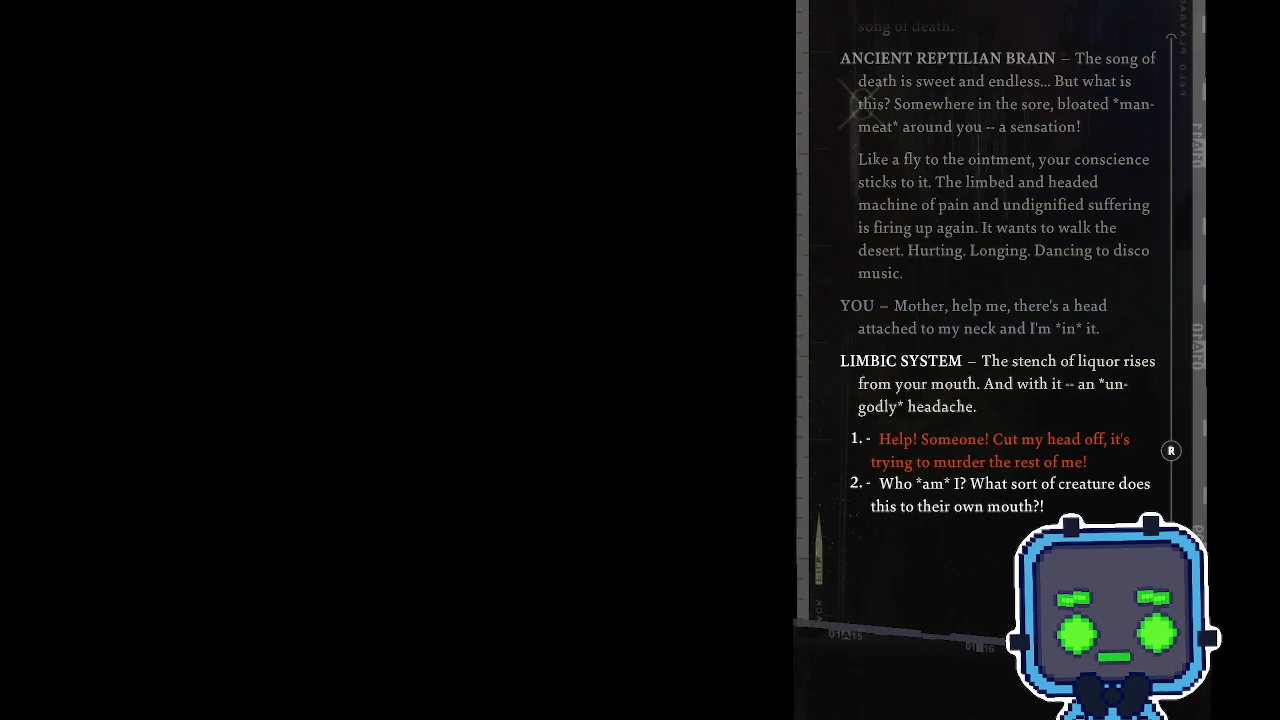 song of death.
ANCIENT REPTILIAN BRAIN – The song of
death is sweet and endless... But what is
this? Somewhere in the sore, bloated *man-
meat* around you -- a sensation!
Like a fly to the ointment, your conscience
sticks to it. The limbed and headed
machine of pain and undignified suffering
is firing up again. It wants to walk the
desert. Hurting. Longing. Dancing to disco
music.
YOU – Mother, help me, there's a head
attached to my neck and I'm *in* it.
LIMBIC SYSTEM – The stench of liquor rises
from your mouth. And with it -- an *un-
godly* headache.
1. - Help! Someone! Cut my head off, it's
trying to murder the rest of me!
R
2. - Who *am* I? What sort of creature does
this to their own mouth?!
01A15